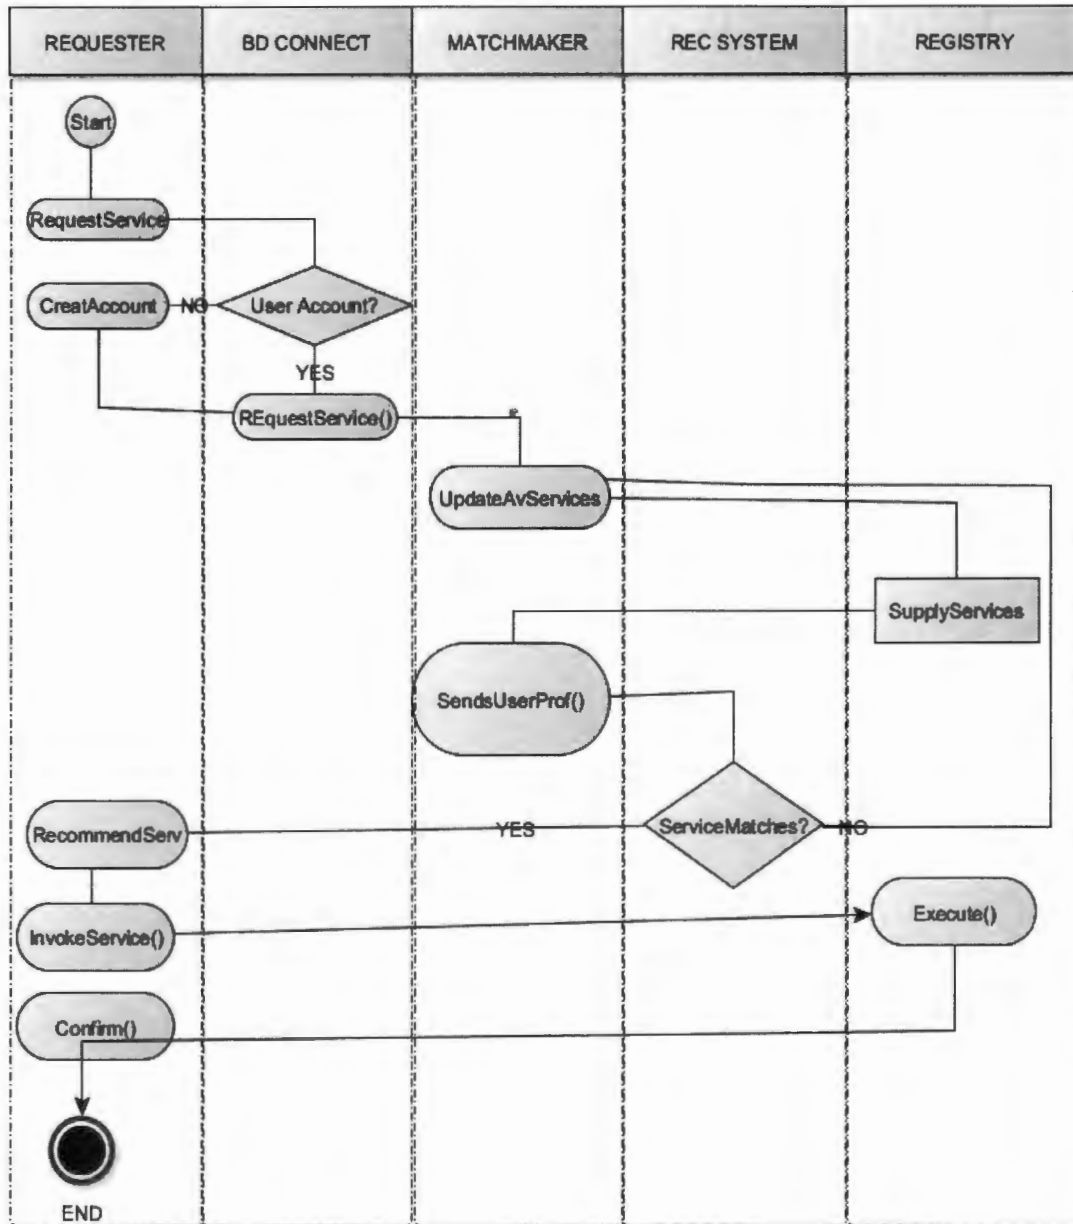 REQUESTER BD CONNECT MATCHMAKER REC SYSTEM REGISTRY
Start
RequestService
CreatAccount NO User Account?
YES
REquestService()
*
UpdateAvServices
SupplyServices
SendsUserProf()
RecommendServ YES ServiceMatches? NO
Execute()
InvokeService()
Confirm()
END